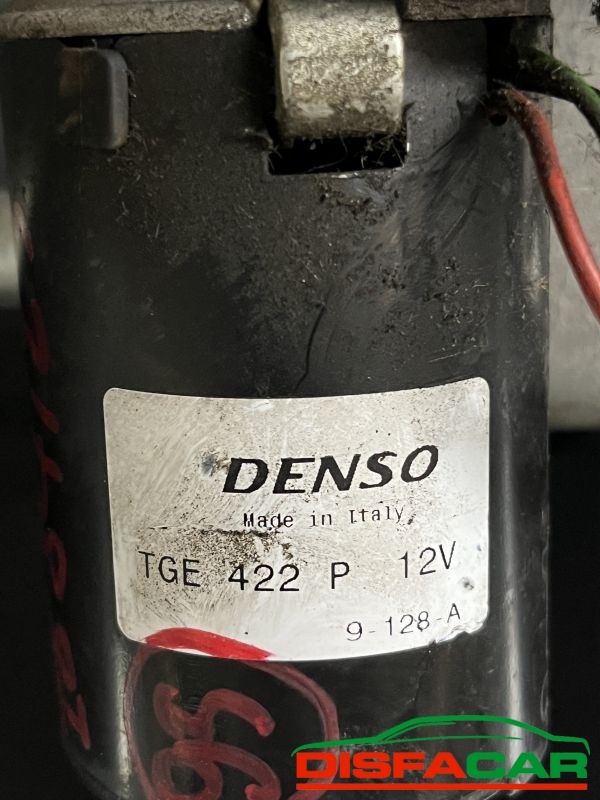 DENSO
Made in Italy
TGE 422 P 12V
9-128-A
DISFACAR